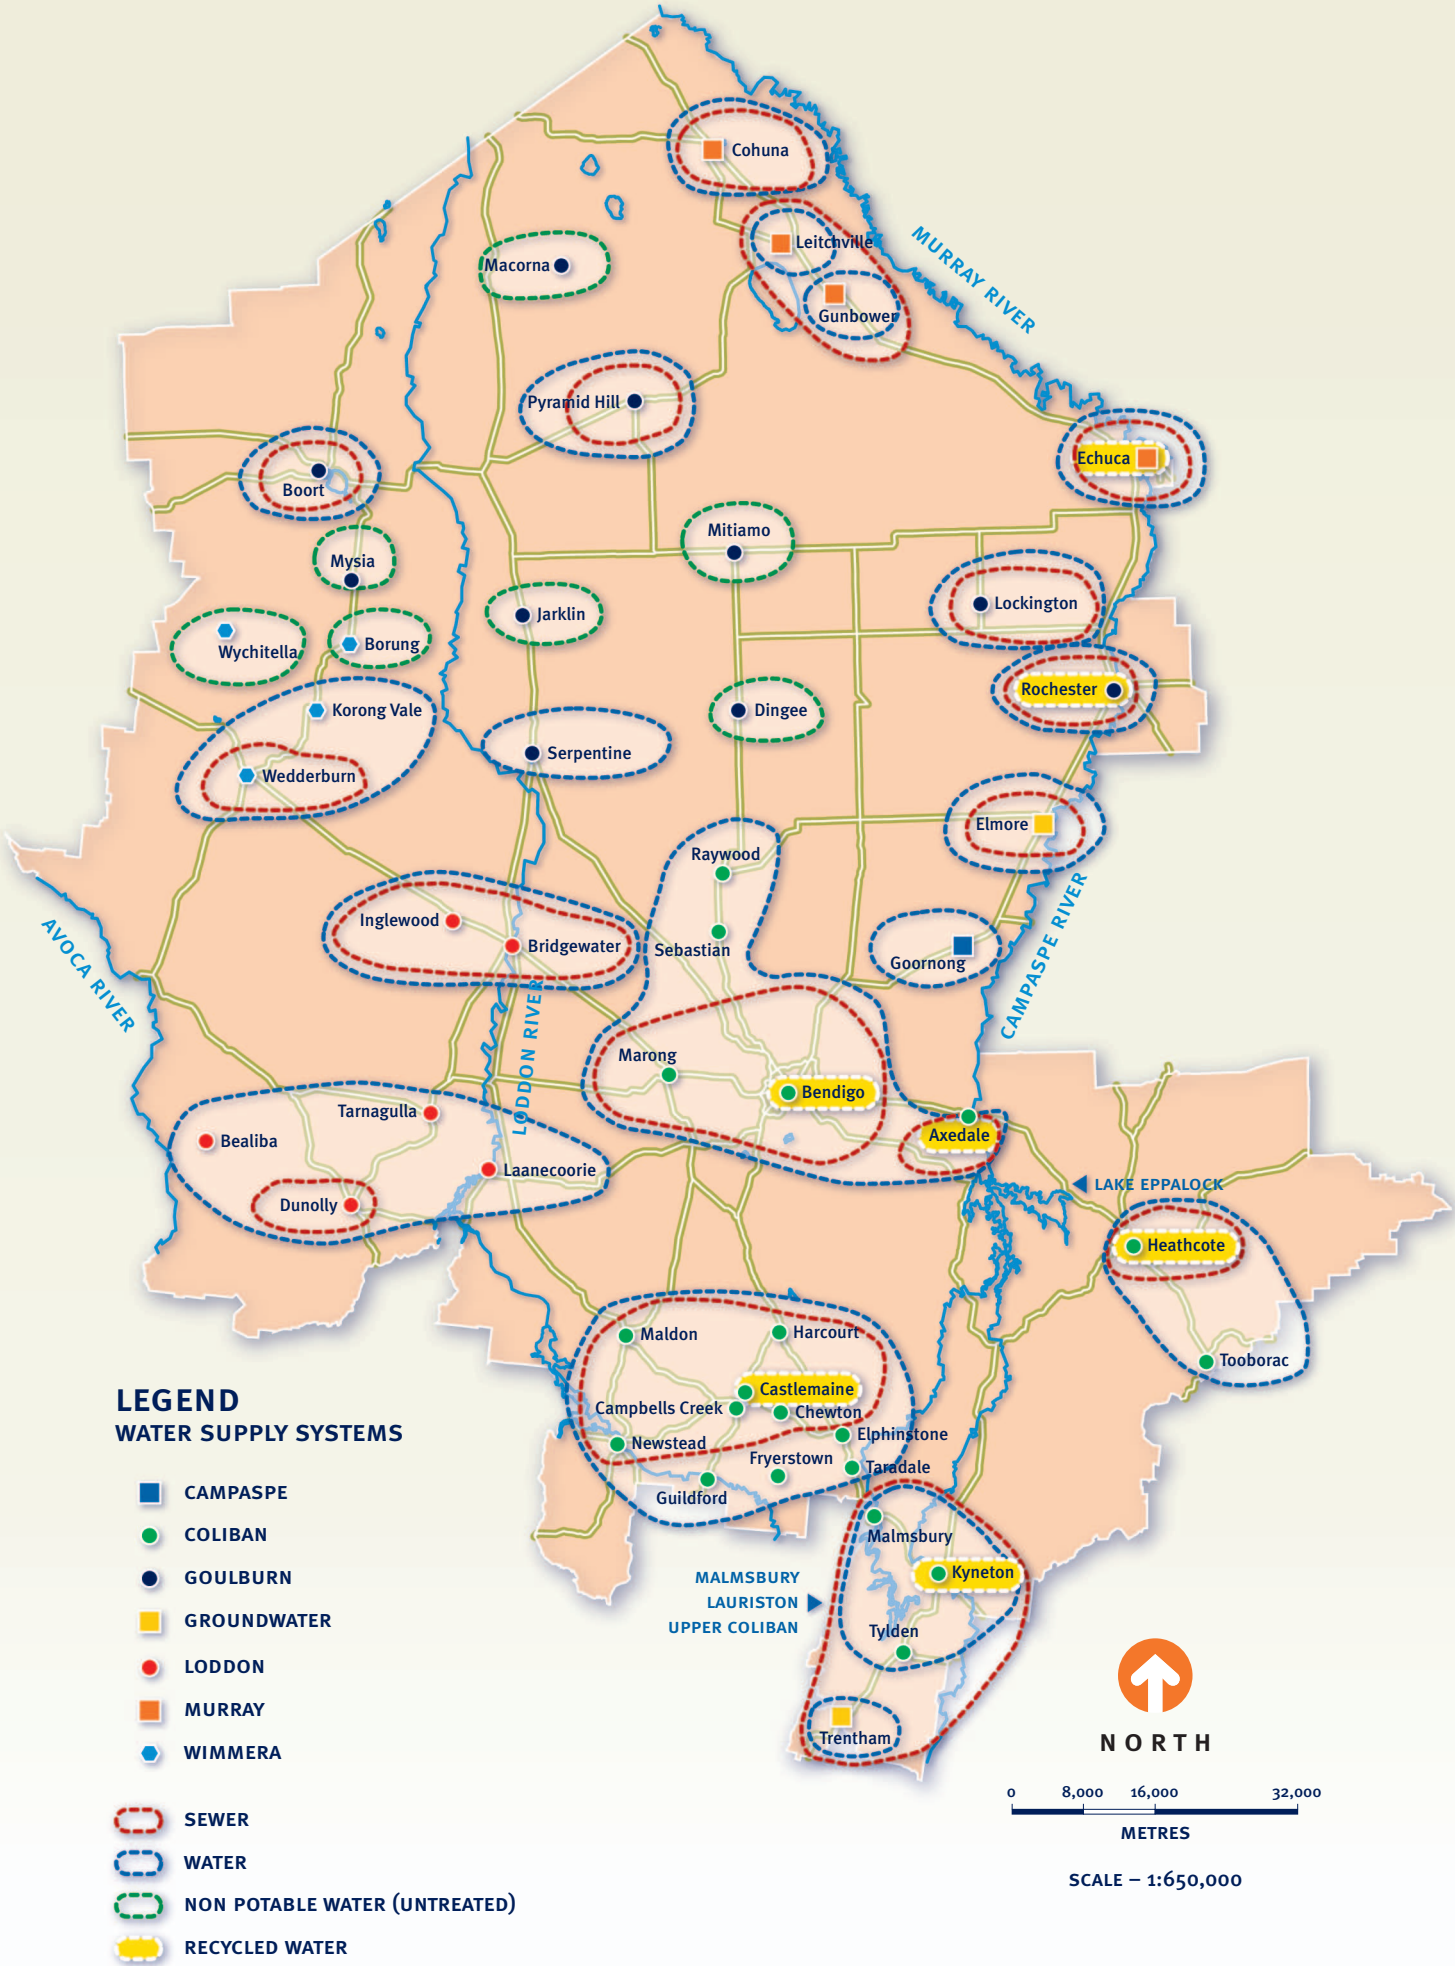 Cohuna
Leitchville
MURRAY RIVER
Macorna
Gunbower
Pyramid Hill
Echuca
Boort
Mitiamo
Mysia
Lockington
Jarklin
Wychitella
Borung
Rochester
Korong Vale
Dingee
Serpentine
Wedderburn
Elmore
Raywood
Inglewood
Bridgewater
Sebastian
Goornong
CAMPASPE RIVER
AVOCA RIVER
LODDON RIVER
Marong
Bendigo
Tarnagulla
Axedale
Bealiba
Laanecoorie
LAKE EPPALOCK
Dunolly
Heathcote
Maldon
Harcourt
Tooborac
Castlemaine
Campbells Creek
Chewton
Elphinstone
Newstead
Fryerstown
Taradale
Guildford
Malmsbury
Kyneton
MALMSBURY
LAURISTON
UPPER COLIBAN
Tylden
Trentham
LEGEND
WATER SUPPLY SYSTEMS
CAMPASPE
COLIBAN
GOULBURN
GROUNDWATER
LODDON
MURRAY
WIMMERA
SEWER
WATER
NON POTABLE WATER (UNTREATED)
RECYCLED WATER
NORTH
0 8,000 16,000 32,000
METRES
SCALE – 1:650,000